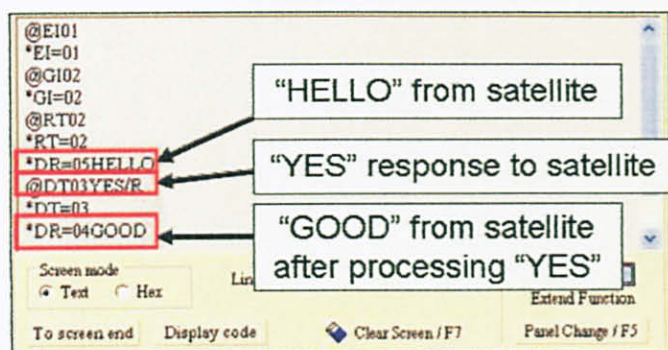 @EI01
*EI=01
@GI02
*GI=02
@RT02
*RT=02
*DR=05HELLO
@DT03YES/R
*DT=03
*DR=04GOOD
“HELLO” from satellite
“YES” response to satellite
“GOOD” from satellite
after processing “YES”
Screen mode
Text Hex
Extend Function
To screen end Display code Clear Screen / F7 Panel Change / F5